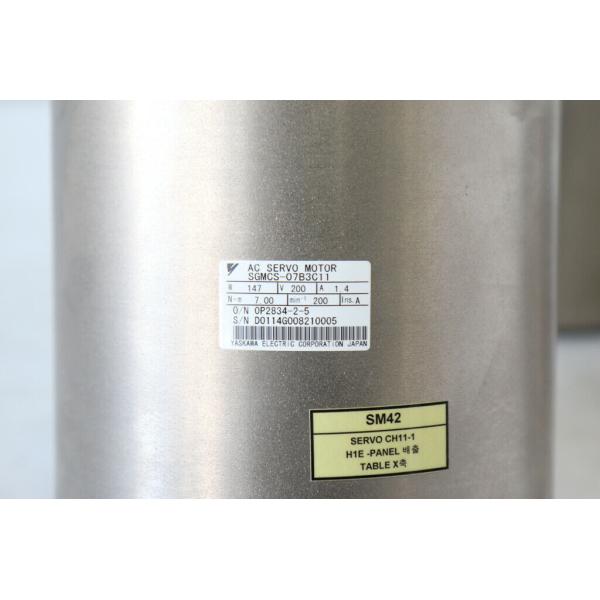 AC SERVO MOTOR
SGMCS-07B3C11
W 147 V 200 A 1.4
N-m 7.00 min-1 200 Ins.A
O/N OP2834-2-5
S/N D0114G008210005
YASKAWA ELECTRIC CORPORATION JAPAN
SM42
SERVO CH11-1
H1E -PANEL 배출
TABLE X축